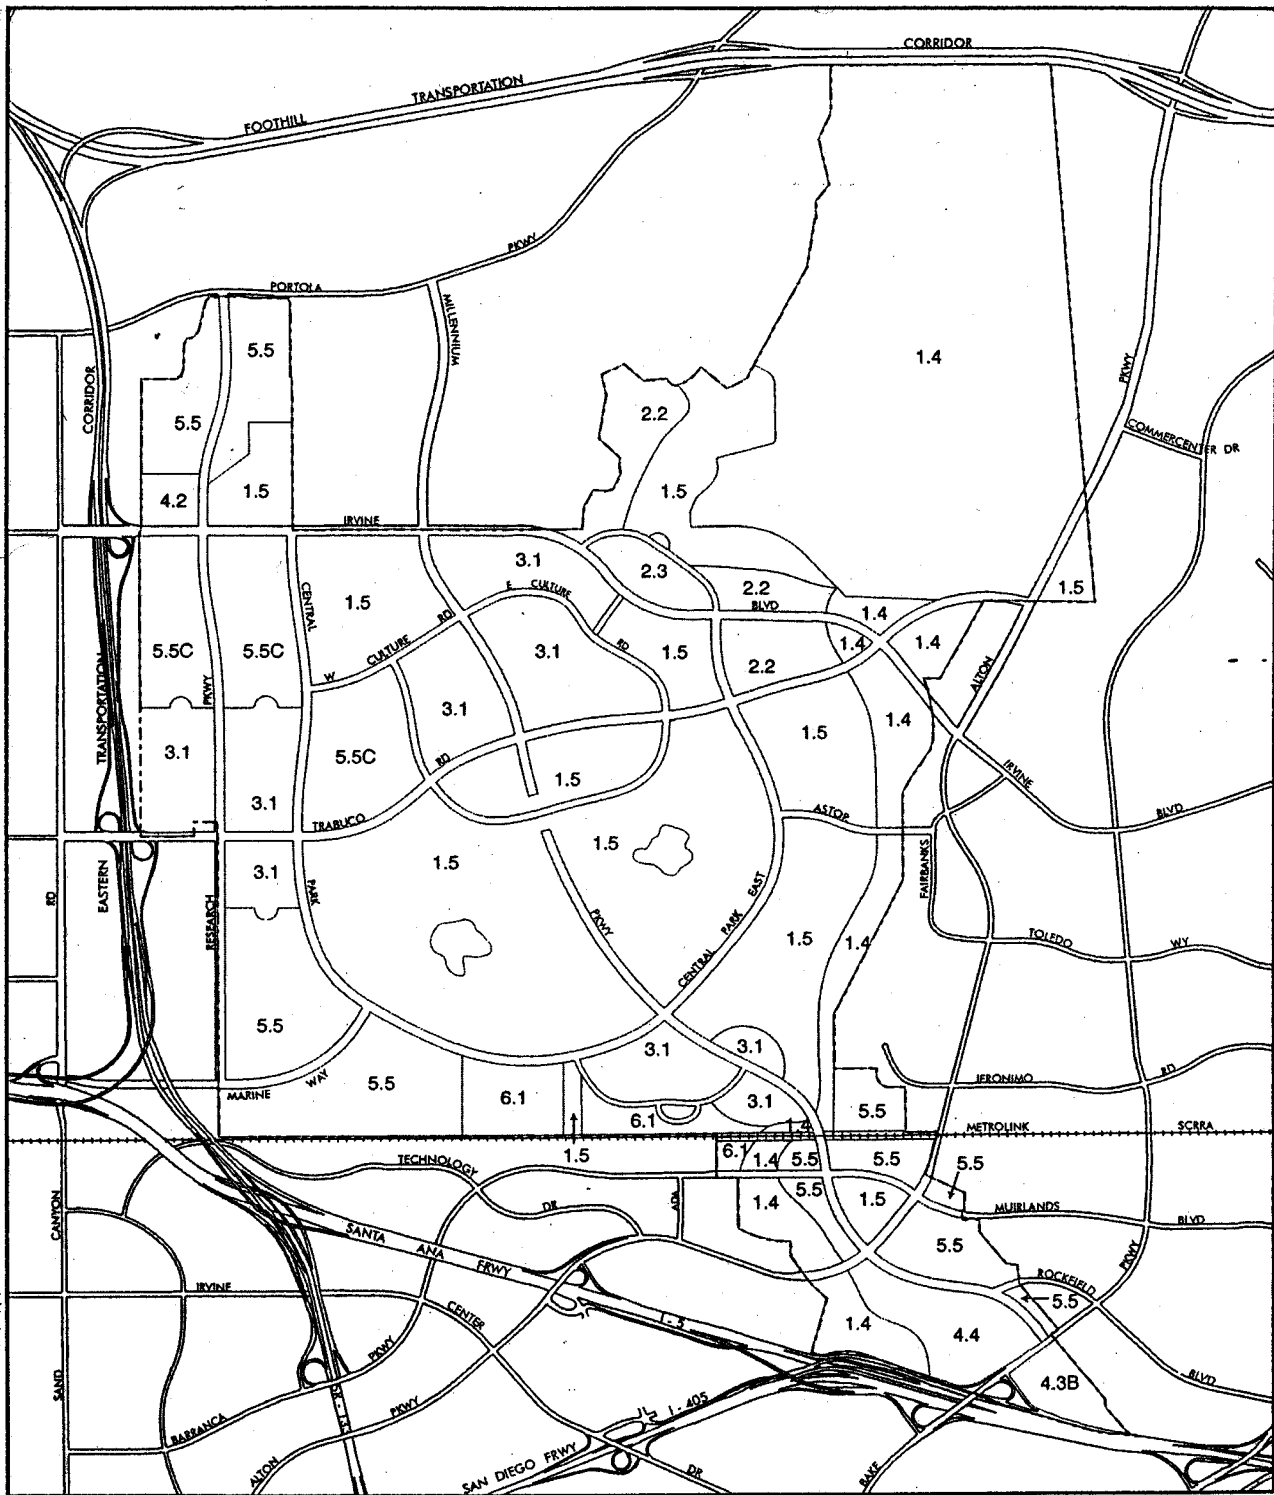 CORRIDOR
TRANSPORTATION
FOOTHILL
PKWY
PORTOLA
MILLENNIUM
5.5
1.4
PKWY
CORRIDOR
2.2
5.5
COMMERCENTER DR
4.2
1.5
1.5
IRVINE
3.1
2.3
E CULTURE RD
2.2
1.5
CENTRAL
1.5
BLVD
1.4
W CULTURE RD
5.5C
5.5C
3.1
1.5
1.4
1.4
2.2
ALTON
PKWY
TRANSPORTATION
3.1
1.4
3.1
5.5C
1.5
RD
IRVINE
1.5
3.1
TRABUCO
ASTOR
BLVD
1.5
1.5
3.1
EASTERN
RD
PARK
FAIRBANKS
RESEARCH
PKWY
CENTRAL PARK EAST
1.5
1.4
TOLEDO
WY
5.5
3.1
3.1
MARINE WAY
5.5
6.1
JERONIMO
RD
3.1
5.5
6.1
1.4
METROLINK
SCRRA
1.5
6.1
1.4
5.5
5.5
5.5
TECHNOLOGY
DR
ADA
1.4
5.5
1.5
MUIRLANDS
BLVD
CANYON
SANTA ANA FRWY
5.5
PKWY
IRVINE
CENTER
ROCKFIELD
5.5
I-5
1.4
4.4
PKWY
SAND
4.3B
BLVD
PKWY
I-405
BARRANCA
ALTON
SAN DIEGO FRWY
DR
BAKE